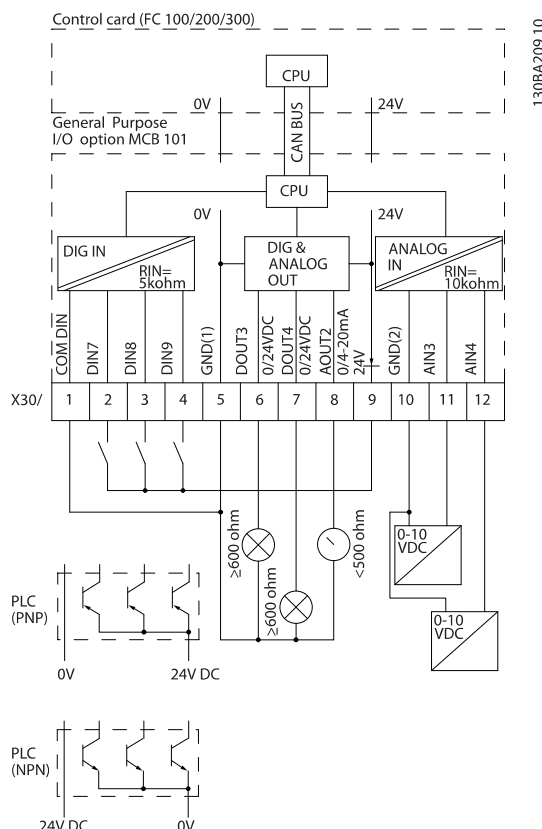 Control card (FC 100/200/300)
130BA209.10
CPU
0V
24V
General Purpose
I/O option MCB 101
CAN BUS
CPU
0V
24V
DIG IN
RIN=
5kohm
DIG &
ANALOG
OUT
ANALOG
IN
RIN=
10kohm
COM DIN
DIN7
DIN8
DIN9
GND(1)
DOUT3
0/24VDC
DOUT4
0/24VDC
AOUT2
0/4-20mA
24V
GND(2)
AIN3
AIN4
X30/
1
2
3
4
5
6
7
8
9
10
11
12
≥600 ohm
≥600 ohm
<500 ohm
0-10
VDC
0-10
VDC
PLC
(PNP)
0V
24V DC
PLC
(NPN)
24V DC
0V